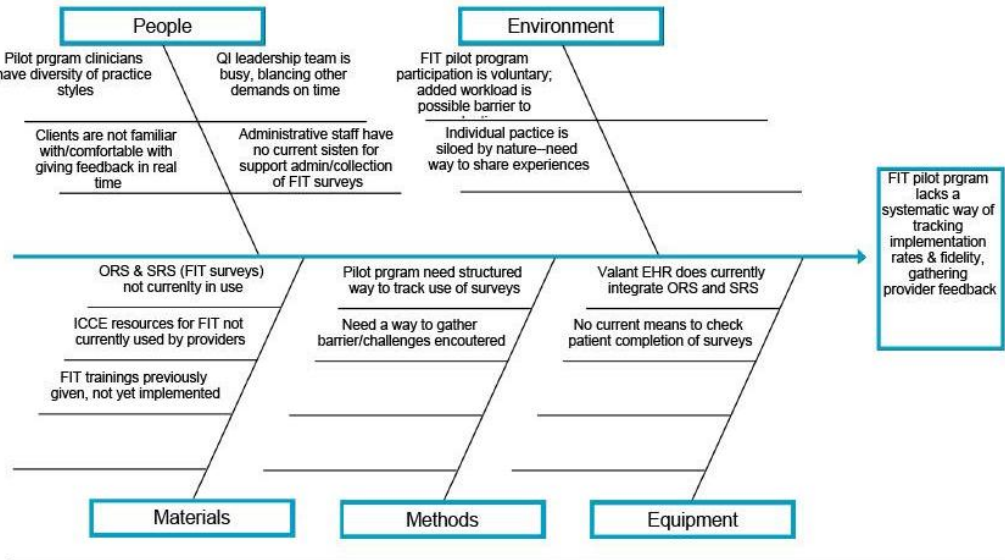 People
Environment
Pilot prgram clinicians
have diversity of practice
styles
QI leadership team is
busy, blancing other
demands on time
FIT pilot program
participation is voluntary;
added workload is
possible barrier to
Clients are not familiar
with/comfortable with
giving feedback in real
time
Administrative staff have
no current sisten for
support admin/collection
of FIT surveys
Individual pactice is
siloed by nature--need
way to share experiences
FIT pilot prgram
lacks a
systematic way of
tracking
implementation
rates & fidelity,
gathering
provider feedback
ORS & SRS (FIT surveys)
not currenlty in use
ICCE resources for FIT not
currently used by providers
FIT trainings previously
given, not yet implemented
Pilot prgram need structured
way to track use of surveys
Need a way to gather
barrier/challenges encoutered
Valant EHR does currently
integrate ORS and SRS
No current means to check
patient completion of surveys
Materials
Methods
Equipment